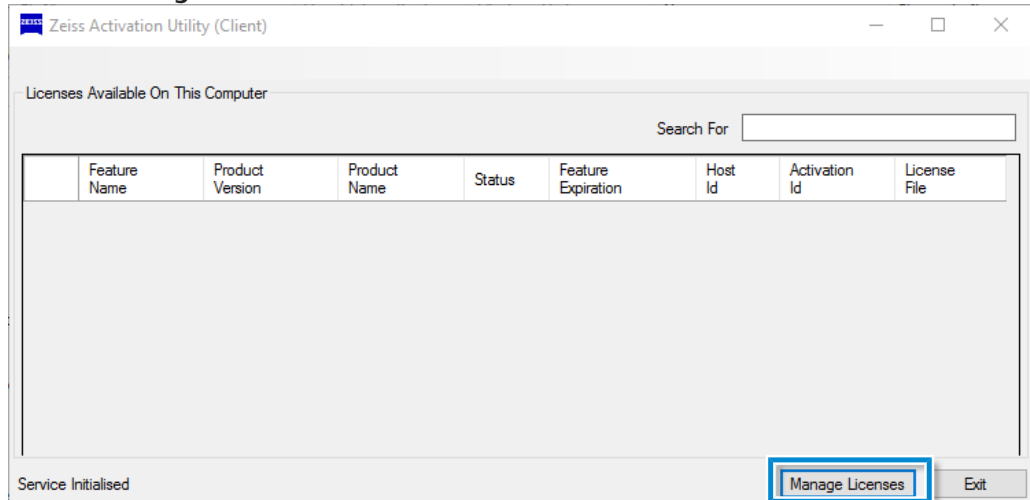 ZEISS Zeiss Activation Utility (Client)
Licenses Available On This Computer
Search For
Feature Name Product Version Product Name Status Feature Expiration Host Id Activation Id License File
Service Initialised Manage Licenses Exit